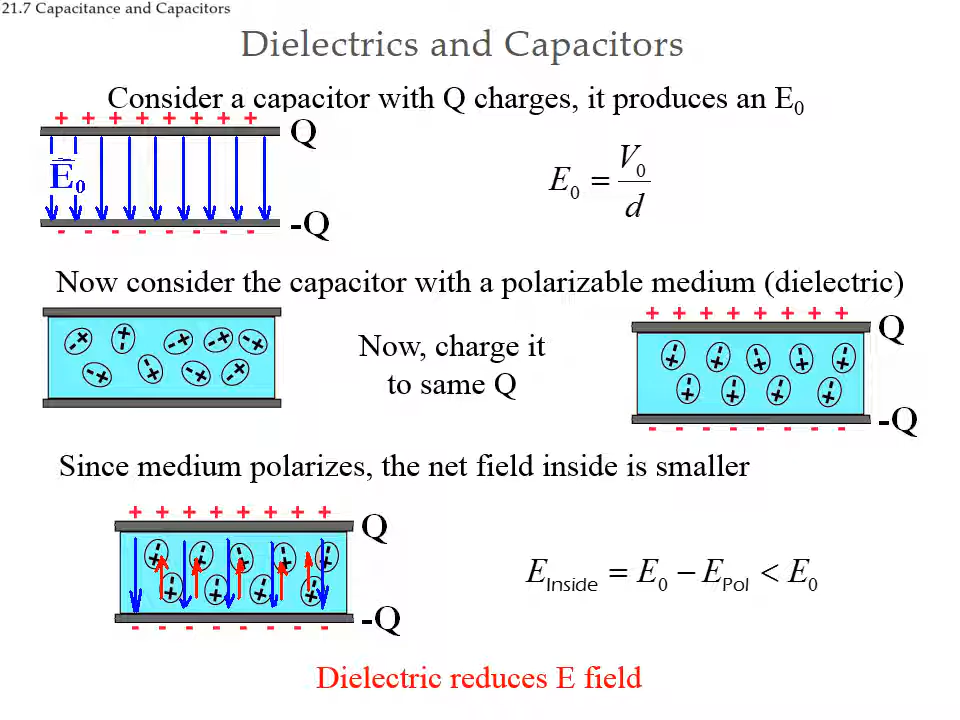 21.7 Capacitance and Capacitors
Dielectrics and Capacitors
Consider a capacitor with Q charges, it produces an E₀
+ + + + + + + +
Q
E₀
- - - - - - - -
-Q
E₀ = V₀ / d
Now consider the capacitor with a polarizable medium (dielectric)
Now, charge it
to same Q
+ + + + + + + +
Q
- - - - - - - -
-Q
Since medium polarizes, the net field inside is smaller
+ + + + + + + +
Q
- - - - - - - -
-Q
E_Inside = E₀ − E_Pol < E₀
Dielectric reduces E field